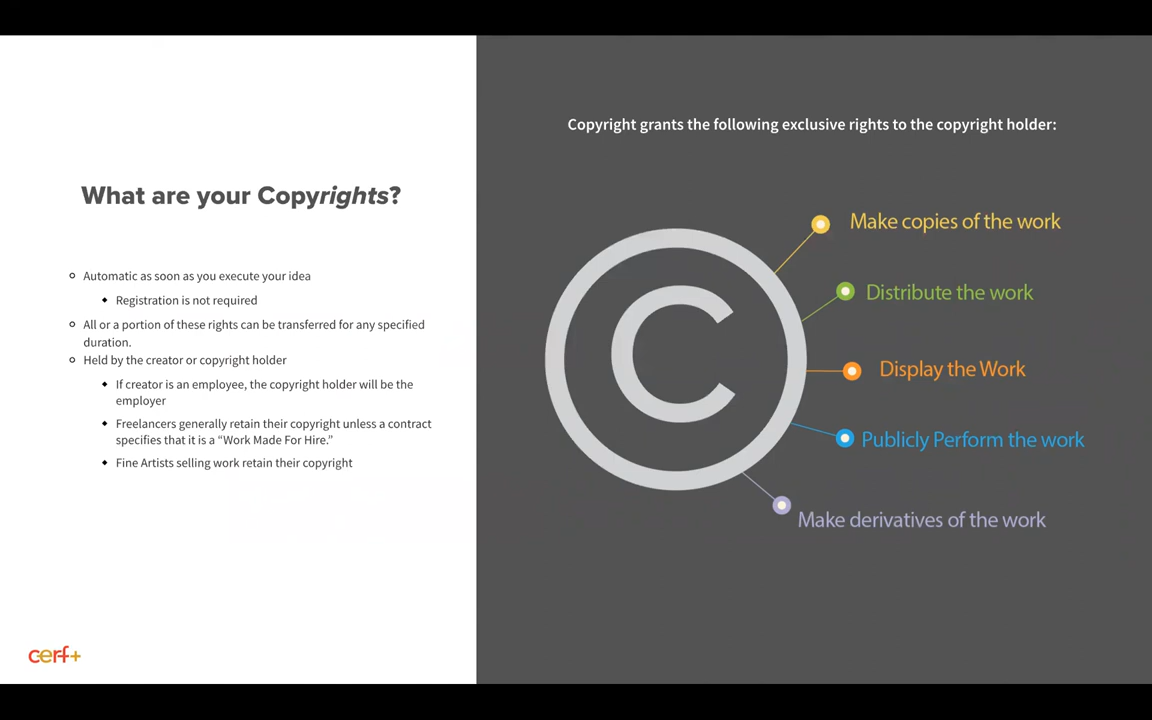 What are your Copyrights?
Automatic as soon as you execute your idea
Registration is not required
All or a portion of these rights can be transferred for any specified
duration.
Held by the creator or copyright holder
If creator is an employee, the copyright holder will be the
employer
Freelancers generally retain their copyright unless a contract
specifies that it is a “Work Made For Hire.”
Fine Artists selling work retain their copyright
cerf+
Copyright grants the following exclusive rights to the copyright holder:
C
Make copies of the work
Distribute the work
Display the Work
Publicly Perform the work
Make derivatives of the work